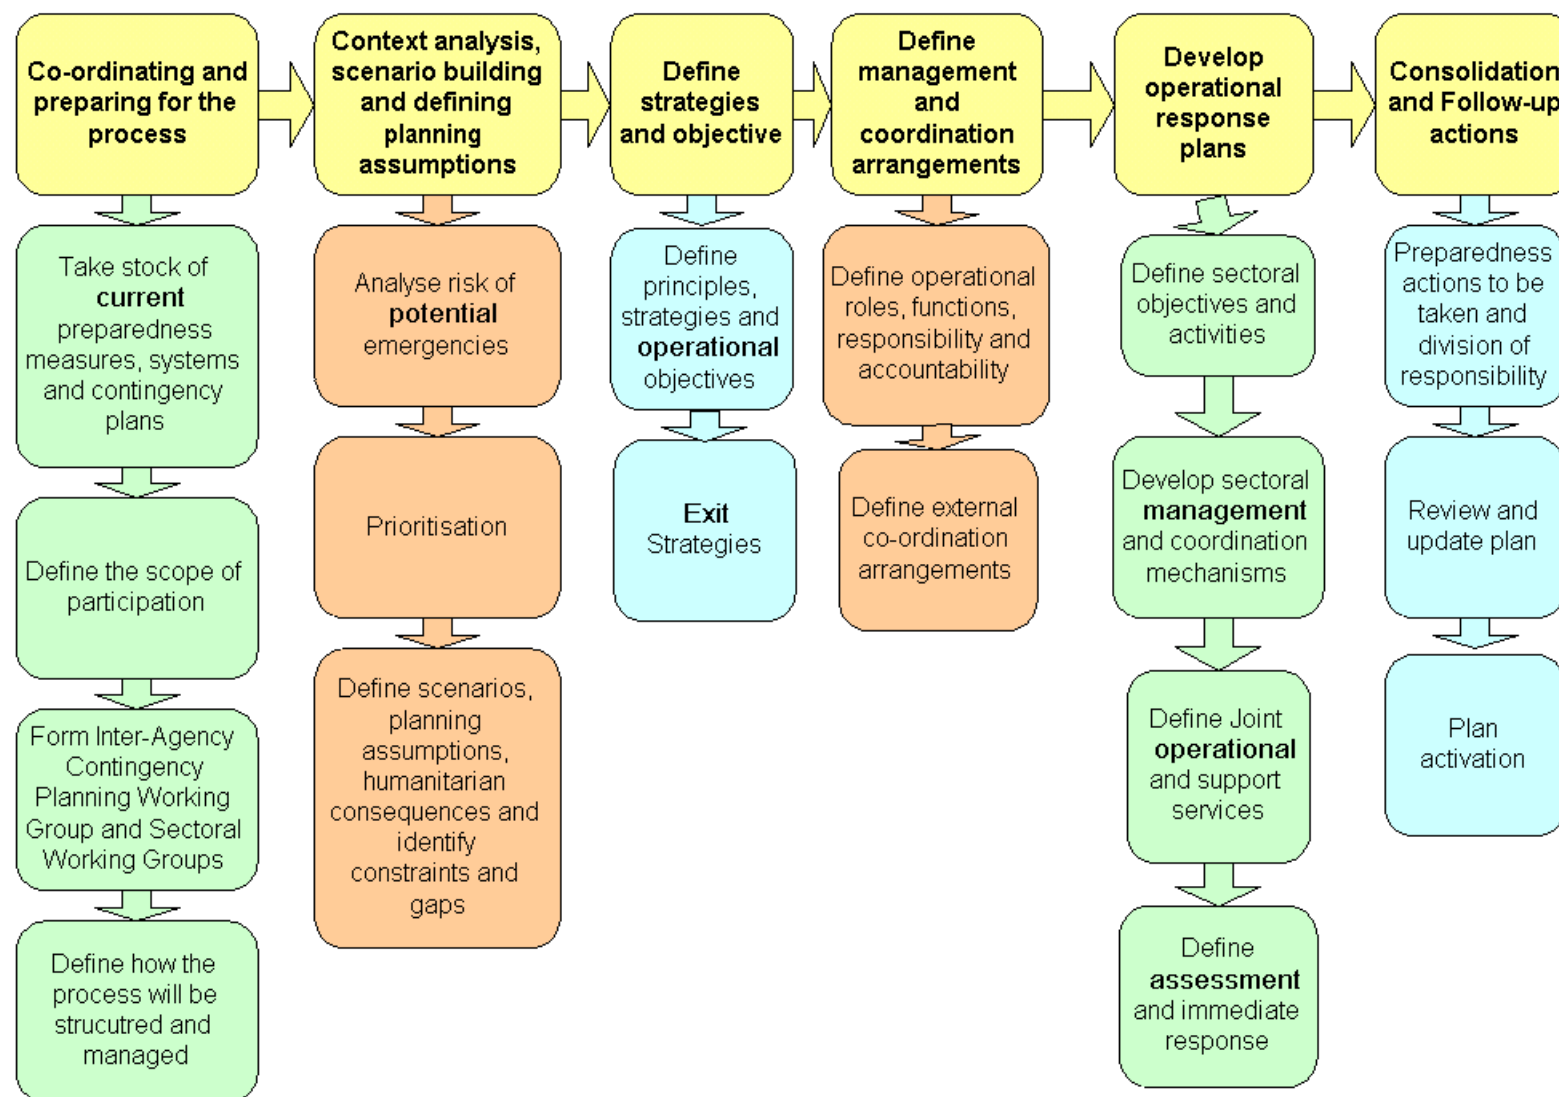 Co-ordinating and
preparing for the
process
Context analysis,
scenario building
and defining
planning
assumptions
Define
strategies
and objective
Define
management
and
coordination
arrangements
Develop
operational
response
plans
Consolidation
and Follow-up
actions
Take stock of
current
preparedness
measures, systems
and contingency
plans
Define the scope of
participation
Form Inter-Agency
Contingency
Planning Working
Group and Sectoral
Working Groups
Define how the
process will be
strucutred and
managed
Analyse risk of
potential
emergencies
Prioritisation
Define scenarios,
planning
assumptions,
humanitarian
consequences and
identify
constraints and
gaps
Define
principles,
strategies and
operational
objectives
Exit
Strategies
Define operational
roles, functions,
responsibility and
accountability
Define external
co-ordination
arrangements
Define sectoral
objectives and
activities
Develop sectoral
management
and coordination
mechanisms
Define Joint
operational
and support
services
Define
assessment
and immediate
response
Preparedness
actions to be
taken and
division of
responsibility
Review and
update plan
Plan
activation